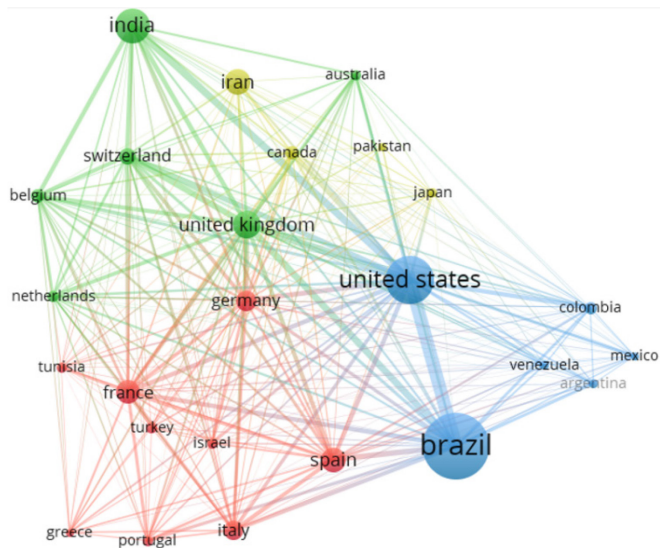 india
iran
australia
switzerland
canada
pakistan
belgium
japan
united kingdom
united states
netherlands
germany
colombia
tunisia
venezuela
mexico
france
argentina
turkey
israel
brazil
spain
greece
portugal
italy